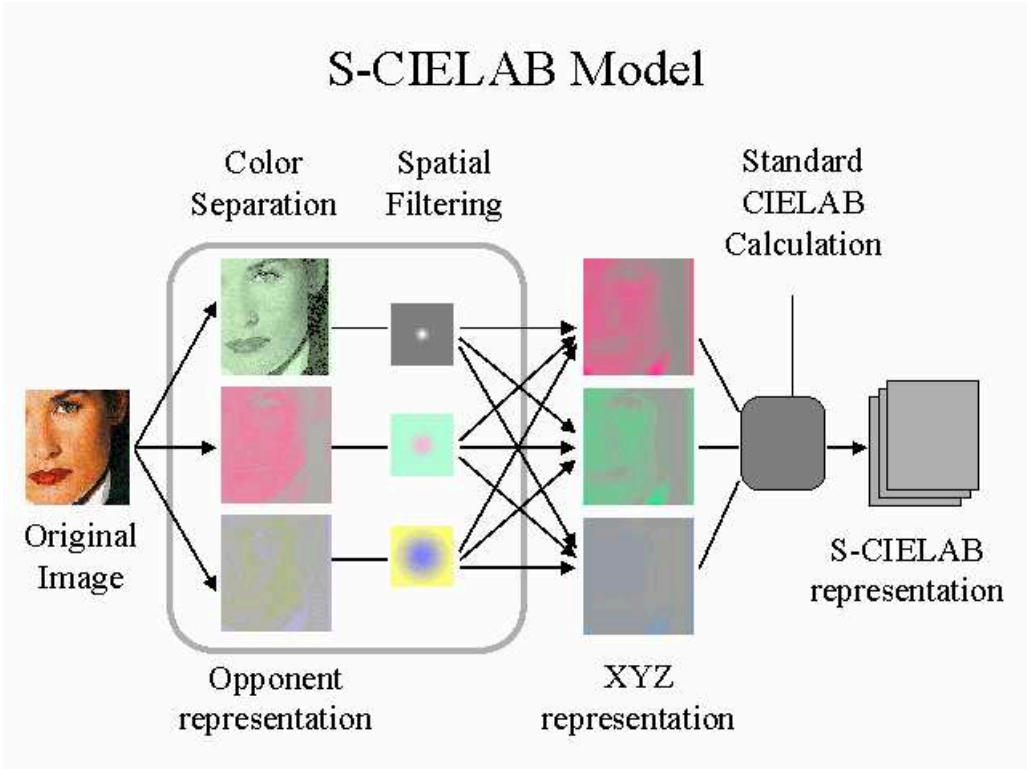 S-CIELAB Model
Color
Separation
Spatial
Filtering
Standard
CIELAB
Calculation
Original
Image
S-CIELAB
representation
Opponent
representation
XYZ
representation